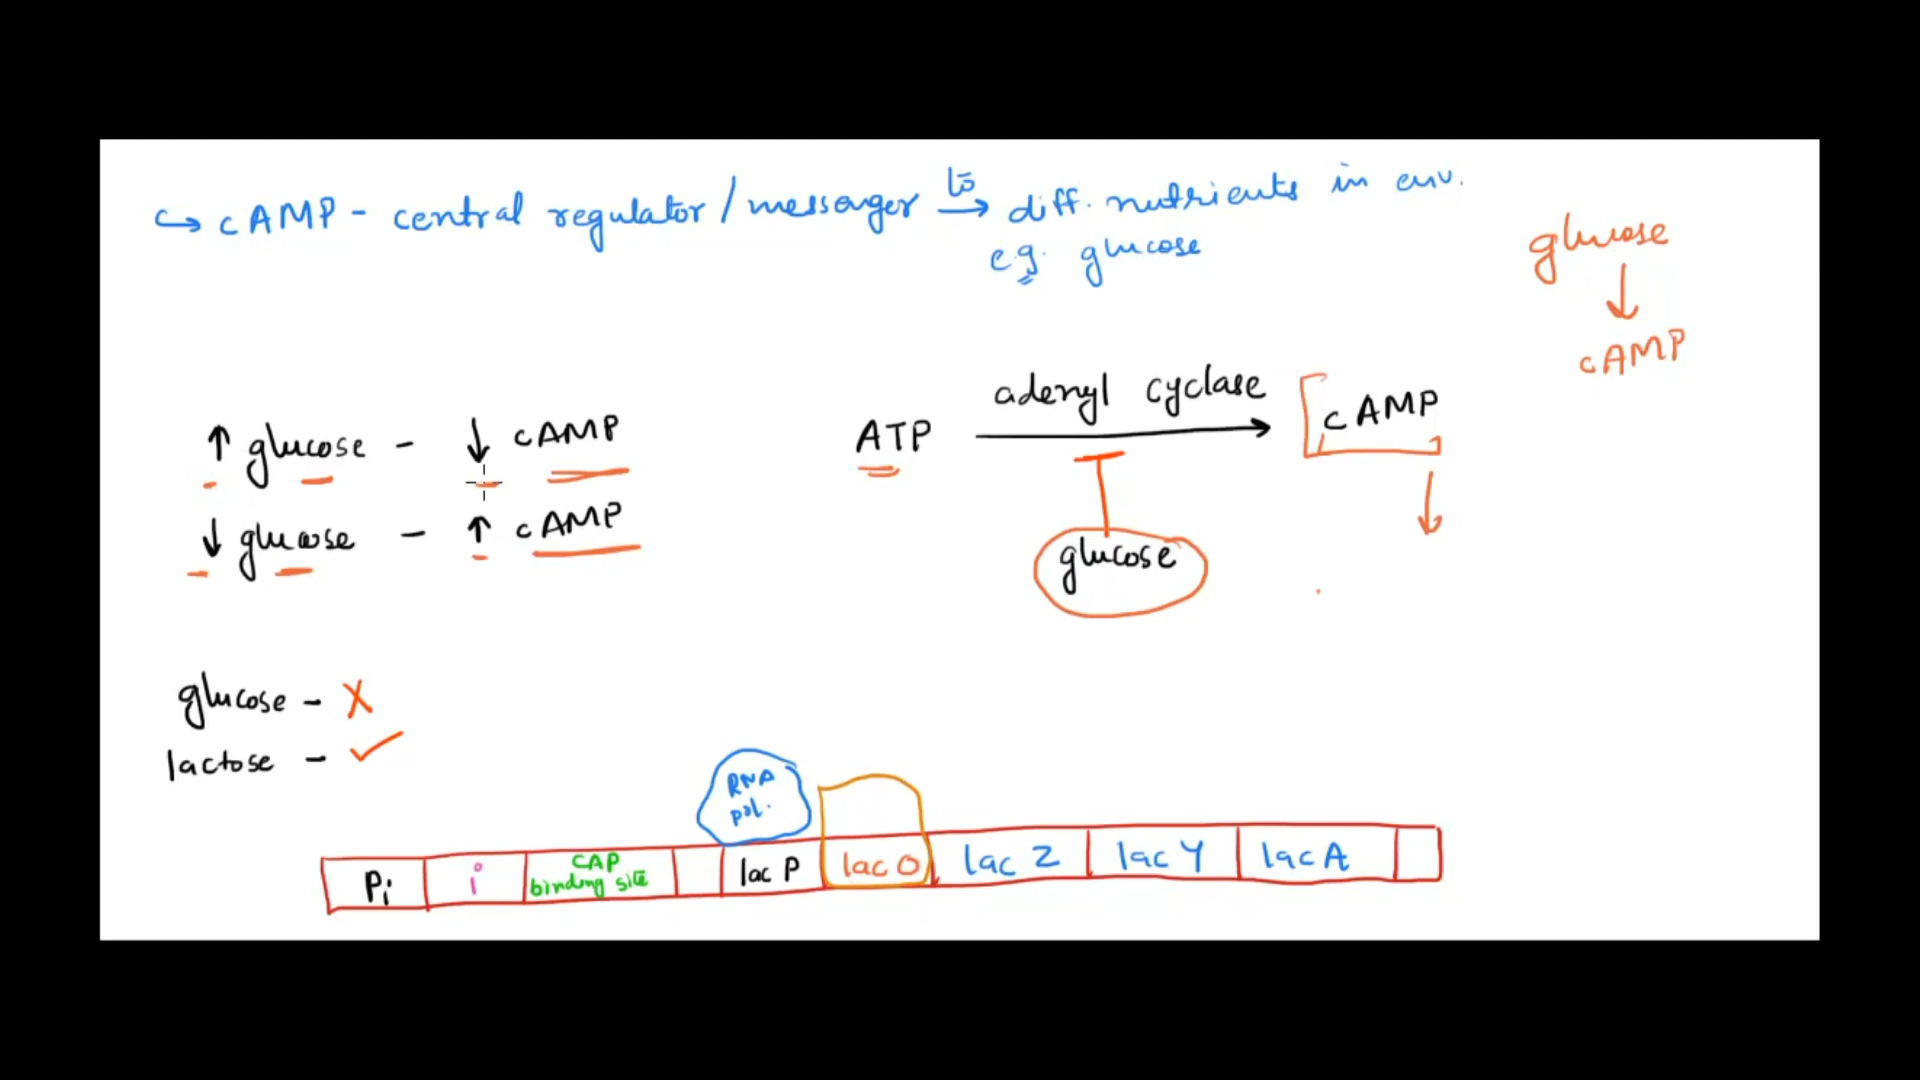 ↪ cAMP - central regulator / messenger to → diff. nutrients in env.
e.g. glucose
glucose
↓
cAMP
↑ glucose - ↓ cAMP
↓ glucose - ↑ cAMP
adenyl cyclase
ATP → cAMP ↓
glucose
glucose - X
lactose - ✓
RNA
pol.
Pi i CAP binding site lac P lac O lac Z lac Y lac A